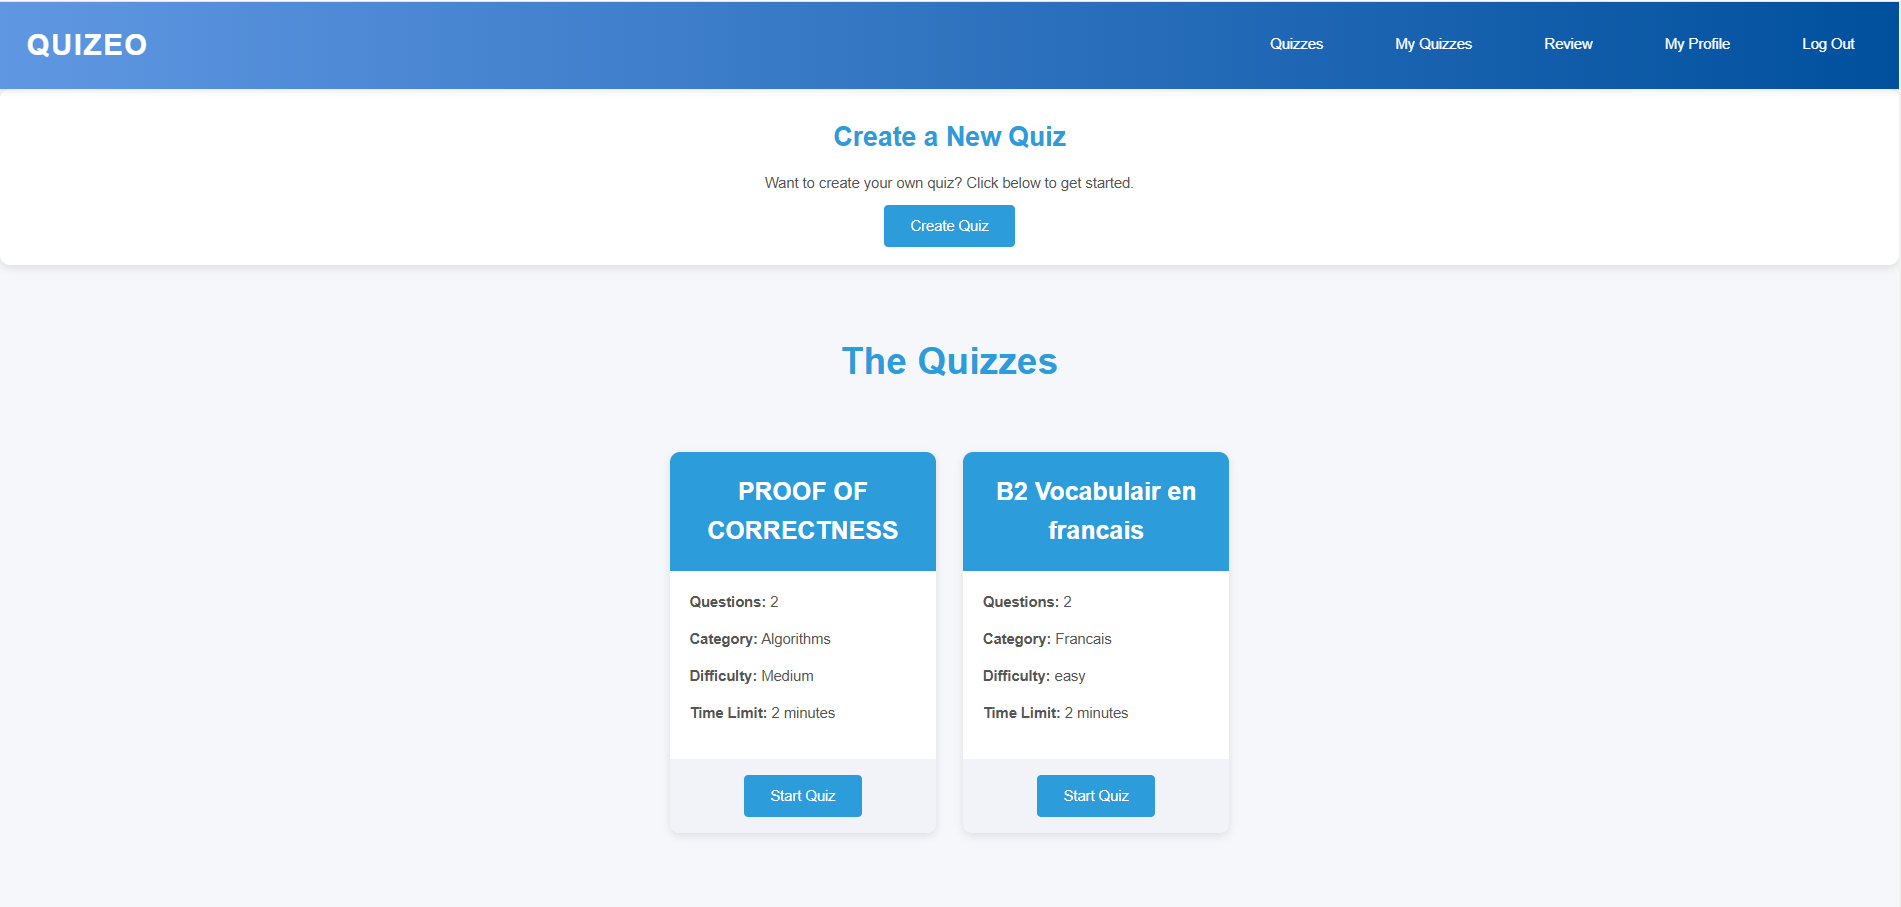 QUIZEO
Quizzes
My Quizzes
Review
My Profile
Log Out
Create a New Quiz
Want to create your own quiz? Click below to get started.
Create Quiz
The Quizzes
PROOF OF
CORRECTNESS
Questions: 2
Category: Algorithms
Difficulty: Medium
Time Limit: 2 minutes
Start Quiz
B2 Vocabulair en
francais
Questions: 2
Category: Francais
Difficulty: easy
Time Limit: 2 minutes
Start Quiz